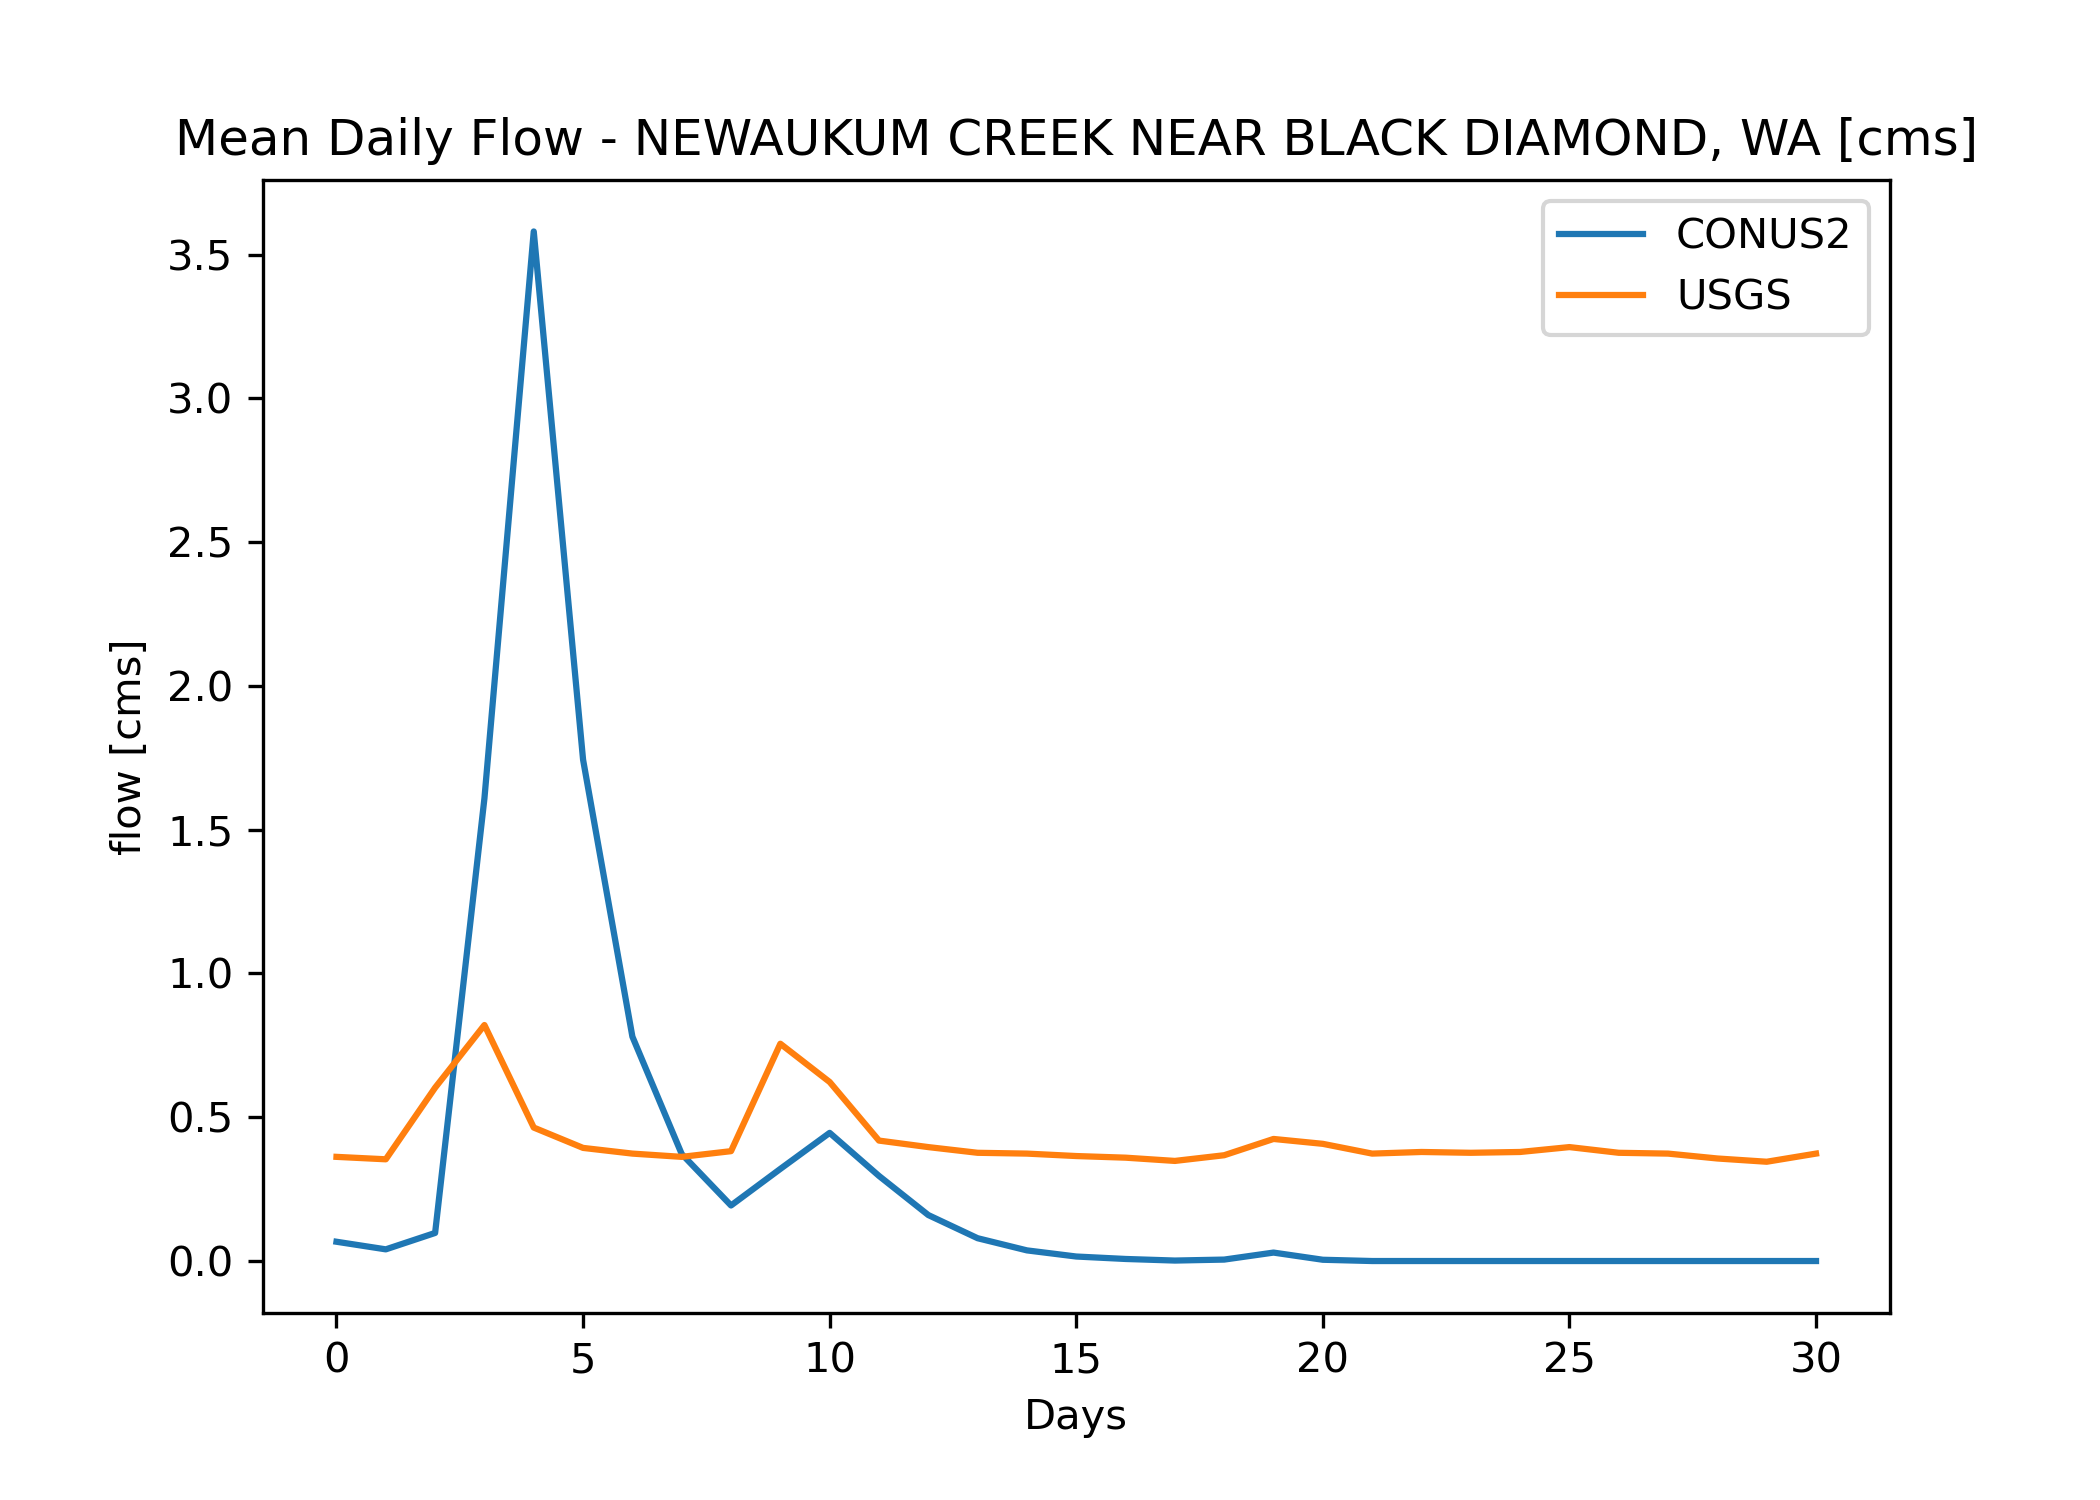 Mean Daily Flow - NEWAUKUM CREEK NEAR BLACK DIAMOND, WA [cms]
CONUS2
USGS
flow [cms]
3.5
3.0
2.5
2.0
1.5
1.0
0.5
0.0
0 5 10 15 20 25 30
Days